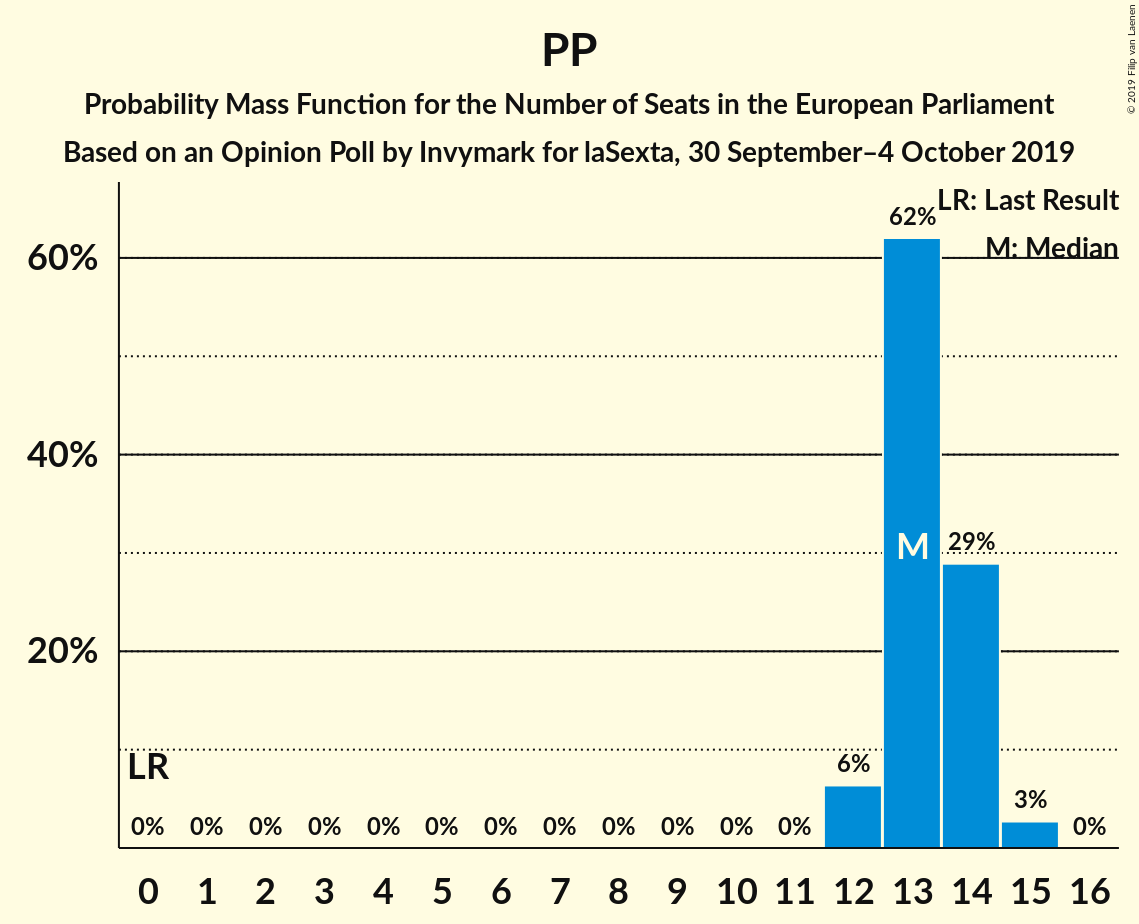 PP
Probability Mass Function for the Number of Seats in the European Parliament
Based on an Opinion Poll by Invymark for laSexta, 30 September–4 October 2019
© 2019 Filip van Laenen
LR: Last Result
M: Median
60%
40%
20%
LR
M
0% 0% 0% 0% 0% 0% 0% 0% 0% 0% 0% 0% 6% 62% 29% 3% 0%
0 1 2 3 4 5 6 7 8 9 10 11 12 13 14 15 16